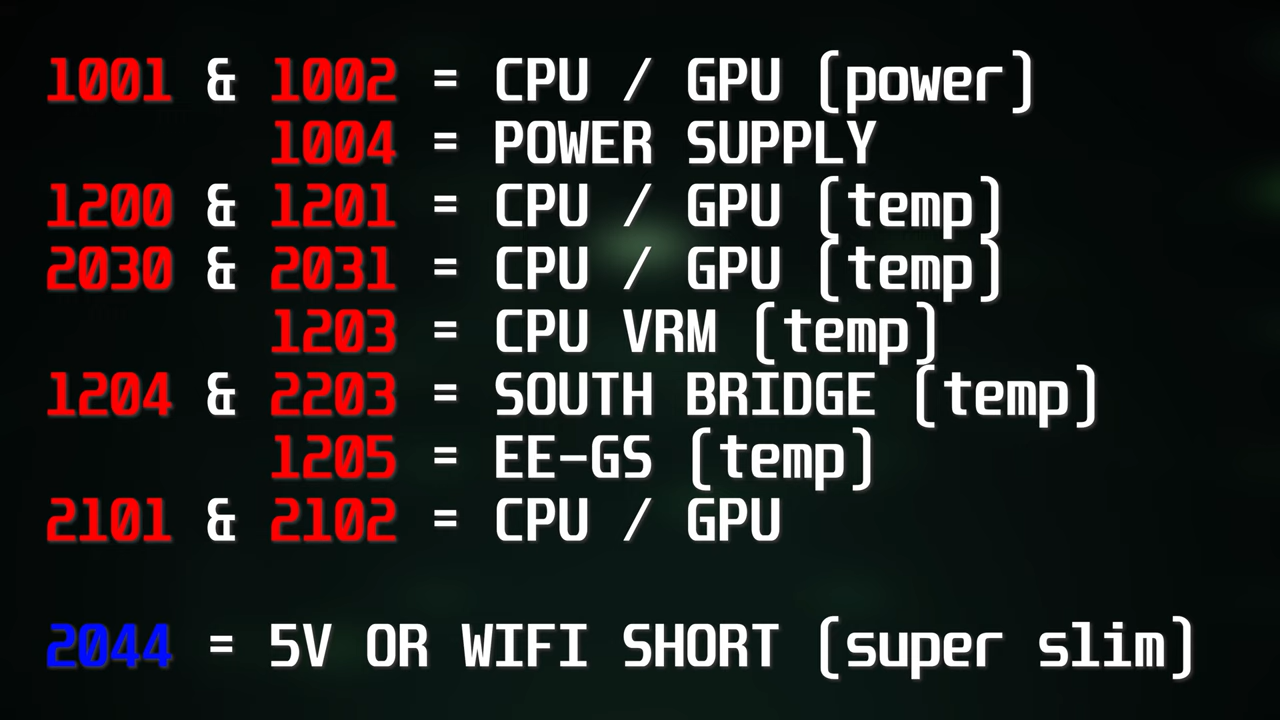 1001 & 1002 = CPU / GPU (power)
1004 = POWER SUPPLY
1200 & 1201 = CPU / GPU (temp)
2030 & 2031 = CPU / GPU (temp)
1203 = CPU VRM (temp)
1204 & 2203 = SOUTH BRIDGE (temp)
1205 = EE-GS (temp)
2101 & 2102 = CPU / GPU
2044 = 5V OR WIFI SHORT (super slim)